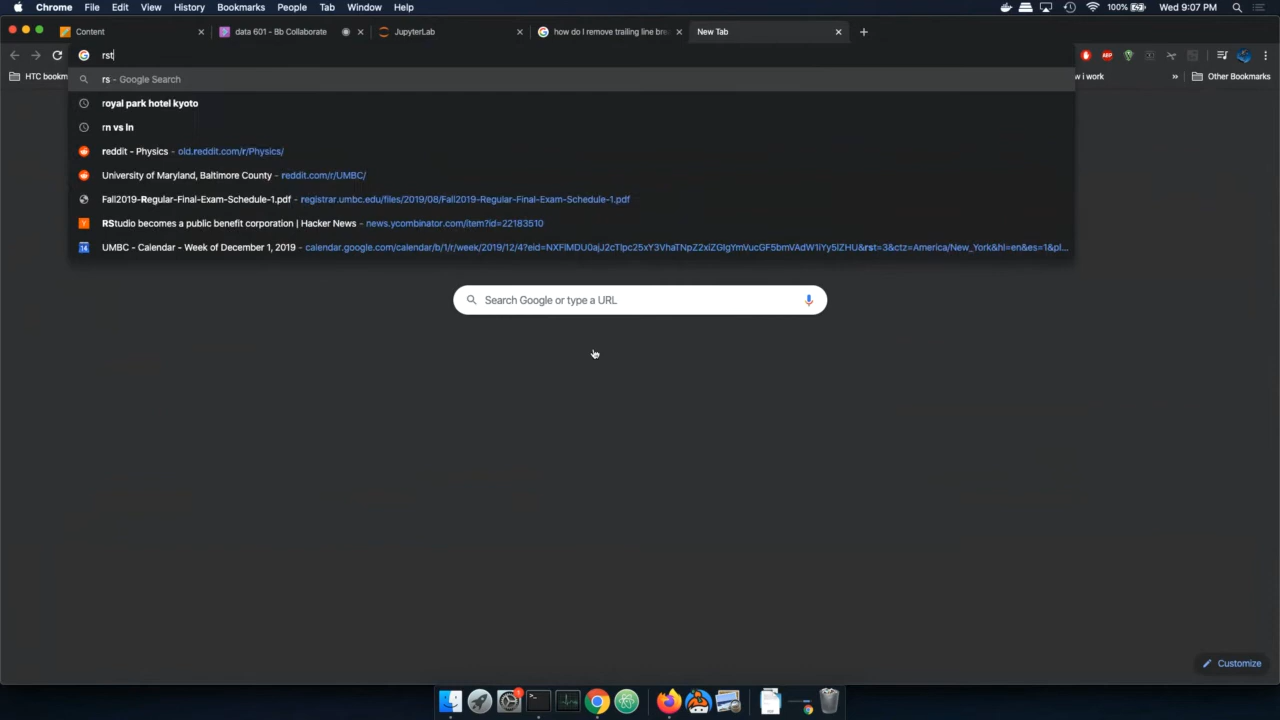 Chrome File Edit View History Bookmarks People Tab Window Help 100% Wed 9:07 PM
Content data 601 - Bb Collaborate JupyterLab how do I remove trailing line bre New Tab
rst
HTC bookm w i work » Other Bookmarks
rs - Google Search
royal park hotel kyoto
rn vs ln
reddit - Physics - old.reddit.com/r/Physics/
University of Maryland, Baltimore County - reddit.com/r/UMBC/
Fall2019-Regular-Final-Exam-Schedule-1.pdf - registrar.umbc.edu/files/2019/08/Fall2019-Regular-Final-Exam-Schedule-1.pdf
RStudio becomes a public benefit corporation | Hacker News - news.ycombinator.com/item?id=22183510
UMBC - Calendar - Week of December 1, 2019
Search Google or type a URL
Customize